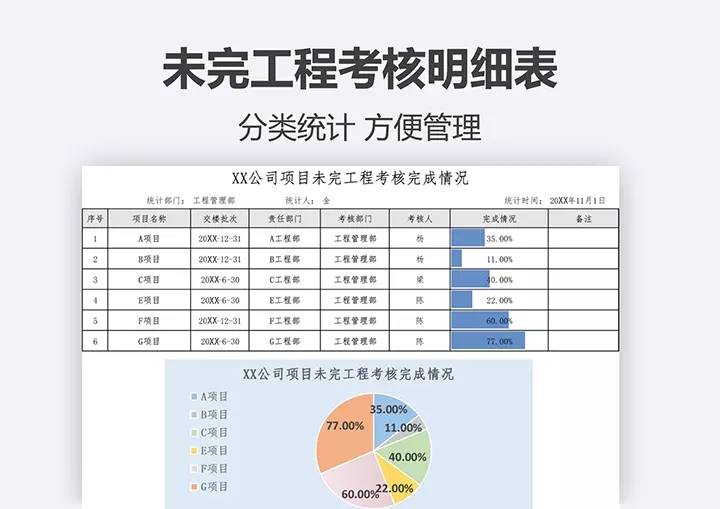 未完工程考核明细表
分类统计 方便管理
XX公司项目未完工程考核完成情况
统计部门: 工程管理部 统计人: 金 统计时间: 20XX年11月1日
序号 项目名称 交楼批次 责任部门 考核部门 考核人 完成情况 备注
1 A项目 20XX-12-31 A工程部 工程管理部 杨 35.00%
2 B项目 20XX-12-31 B工程部 工程管理部 杨 11.00%
3 C项目 20XX-6-30 C工程部 工程管理部 梁 40.00%
4 E项目 20XX-6-30 E工程部 工程管理部 陈 22.00%
5 F项目 20XX-12-31 F工程部 工程管理部 陈 60.00%
6 G项目 20XX-6-30 G工程部 工程管理部 陈 77.00%
XX公司项目未完工程考核完成情况
A项目
B项目
C项目
E项目
F项目
G项目
35.00%
11.00%
40.00%
22.00%
60.00%
77.00%